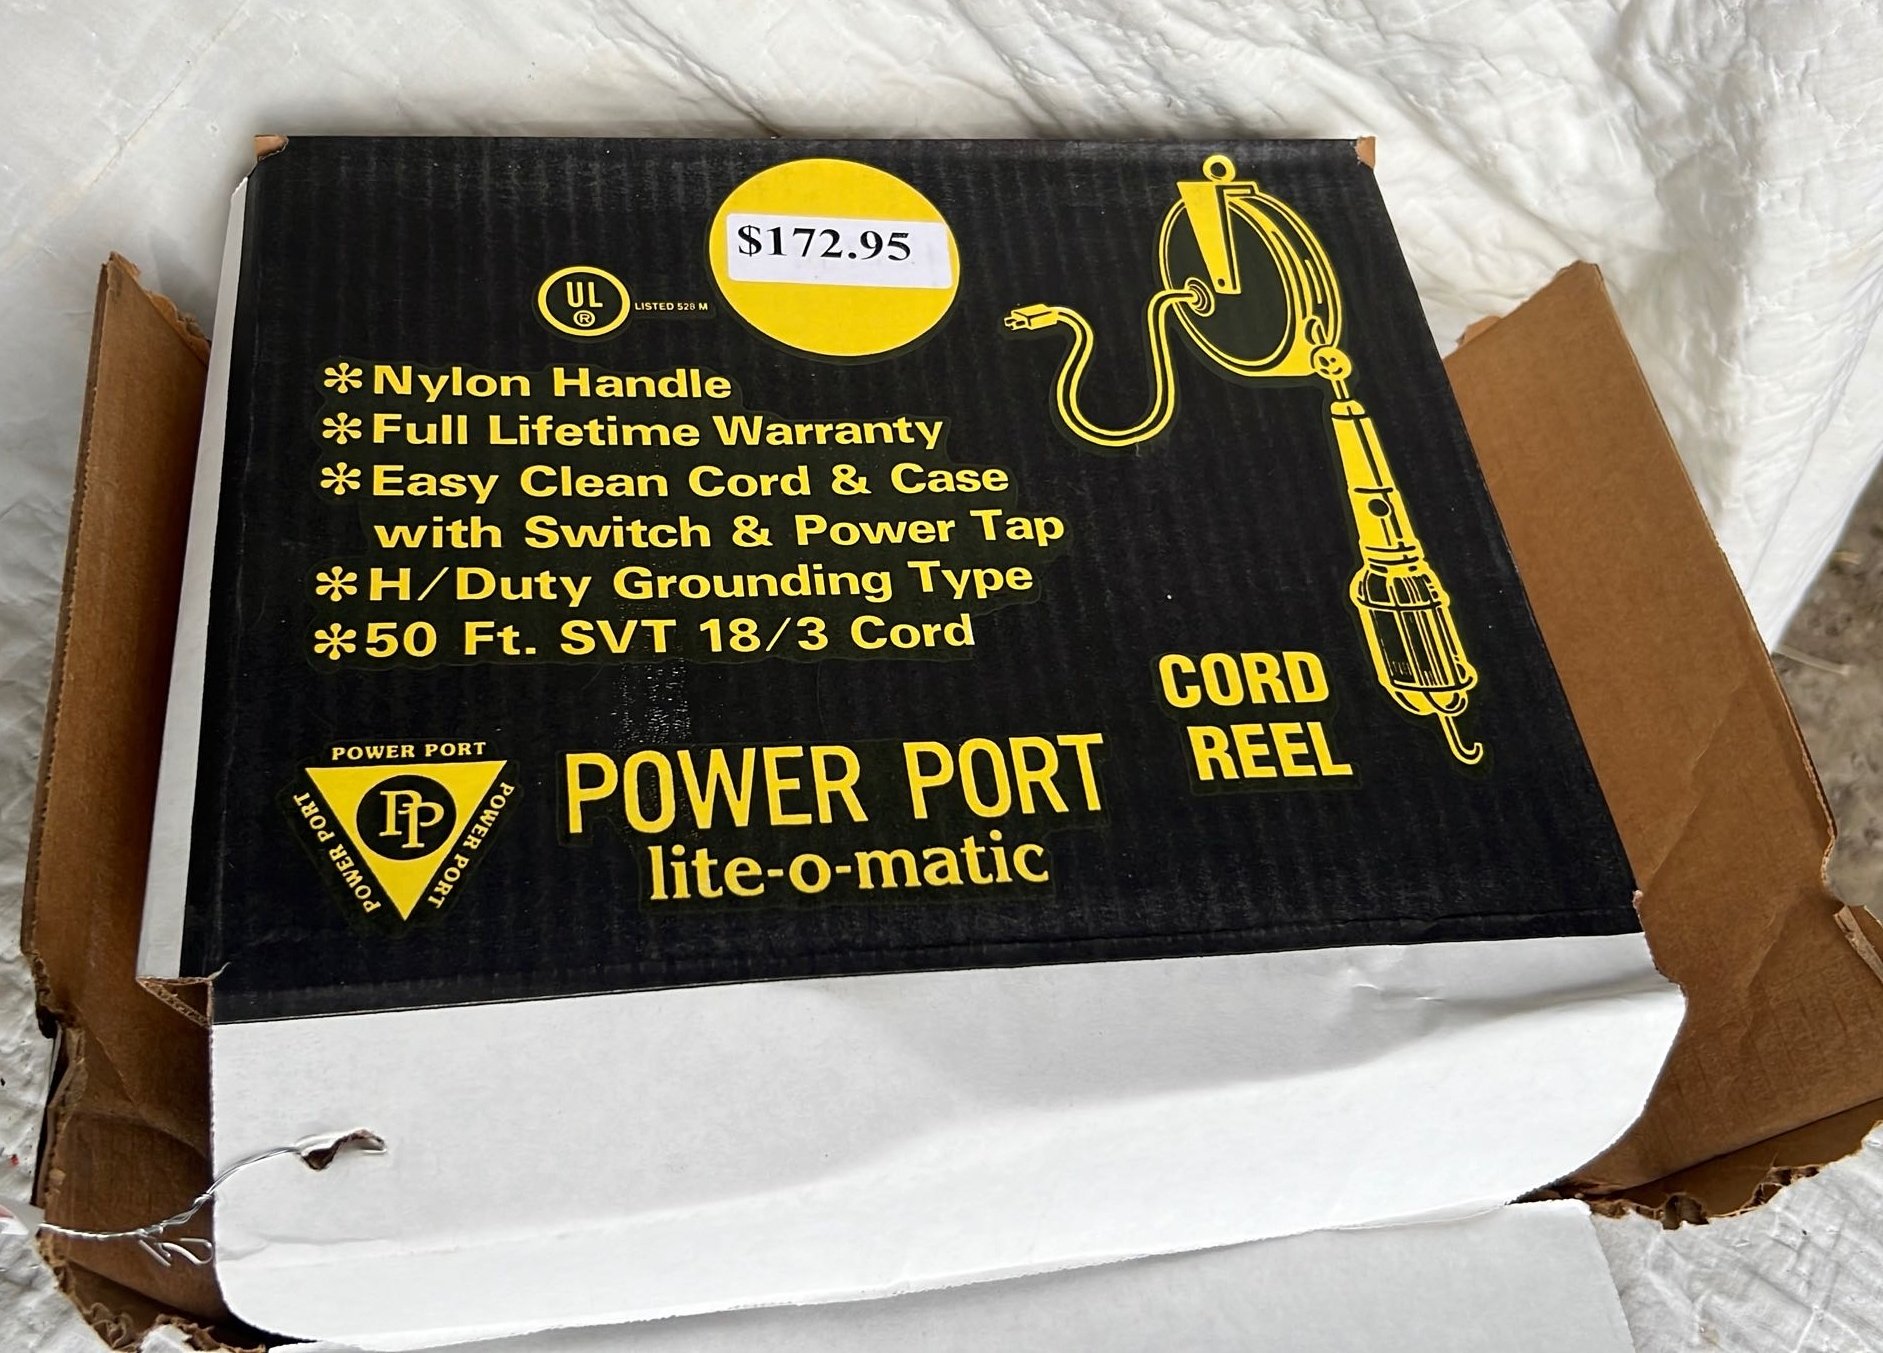 $172.95
UL
®
LISTED 528 M
* Nylon Handle
* Full Lifetime Warranty
* Easy Clean Cord & Case
with Switch & Power Tap
* H/Duty Grounding Type
* 50 Ft. SVT 18/3 Cord
CORD
REEL
POWER PORT
POWER PORT
POWER PORT
PP
POWER PORT
lite-o-matic